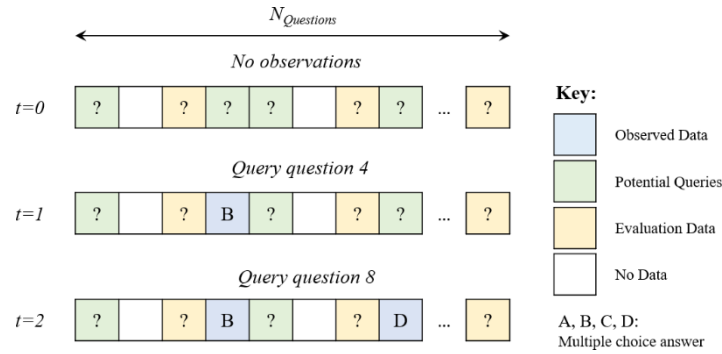 N_Questions
No observations
t=0 ? ? ? ? ? ? ... ?
Query question 4
t=1 ? ? B ? ? ? ... ?
Query question 8
t=2 ? ? B ? ? D ... ?
Key:
Observed Data
Potential Queries
Evaluation Data
No Data
A, B, C, D:
Multiple choice answer